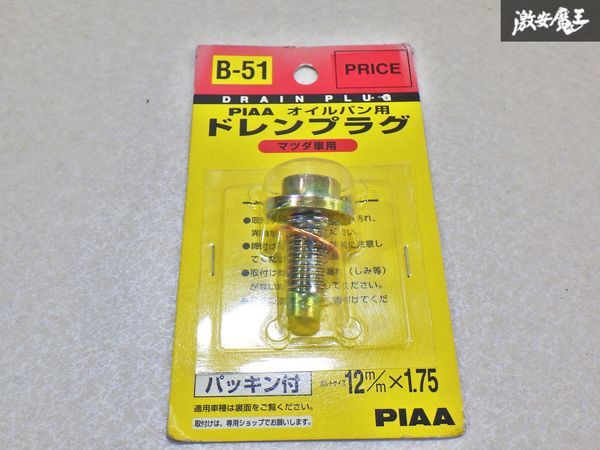 激安魔王
B-51
PRICE
DRAIN PLUG
PIAA オイルパン用
ドレンプラグ
マツダ車用
パッキン付
ボルトサイズ 12m/m×1.75
適用車種は裏面をご覧ください。
取付けは、専用ショップでお願いします。
PIAA